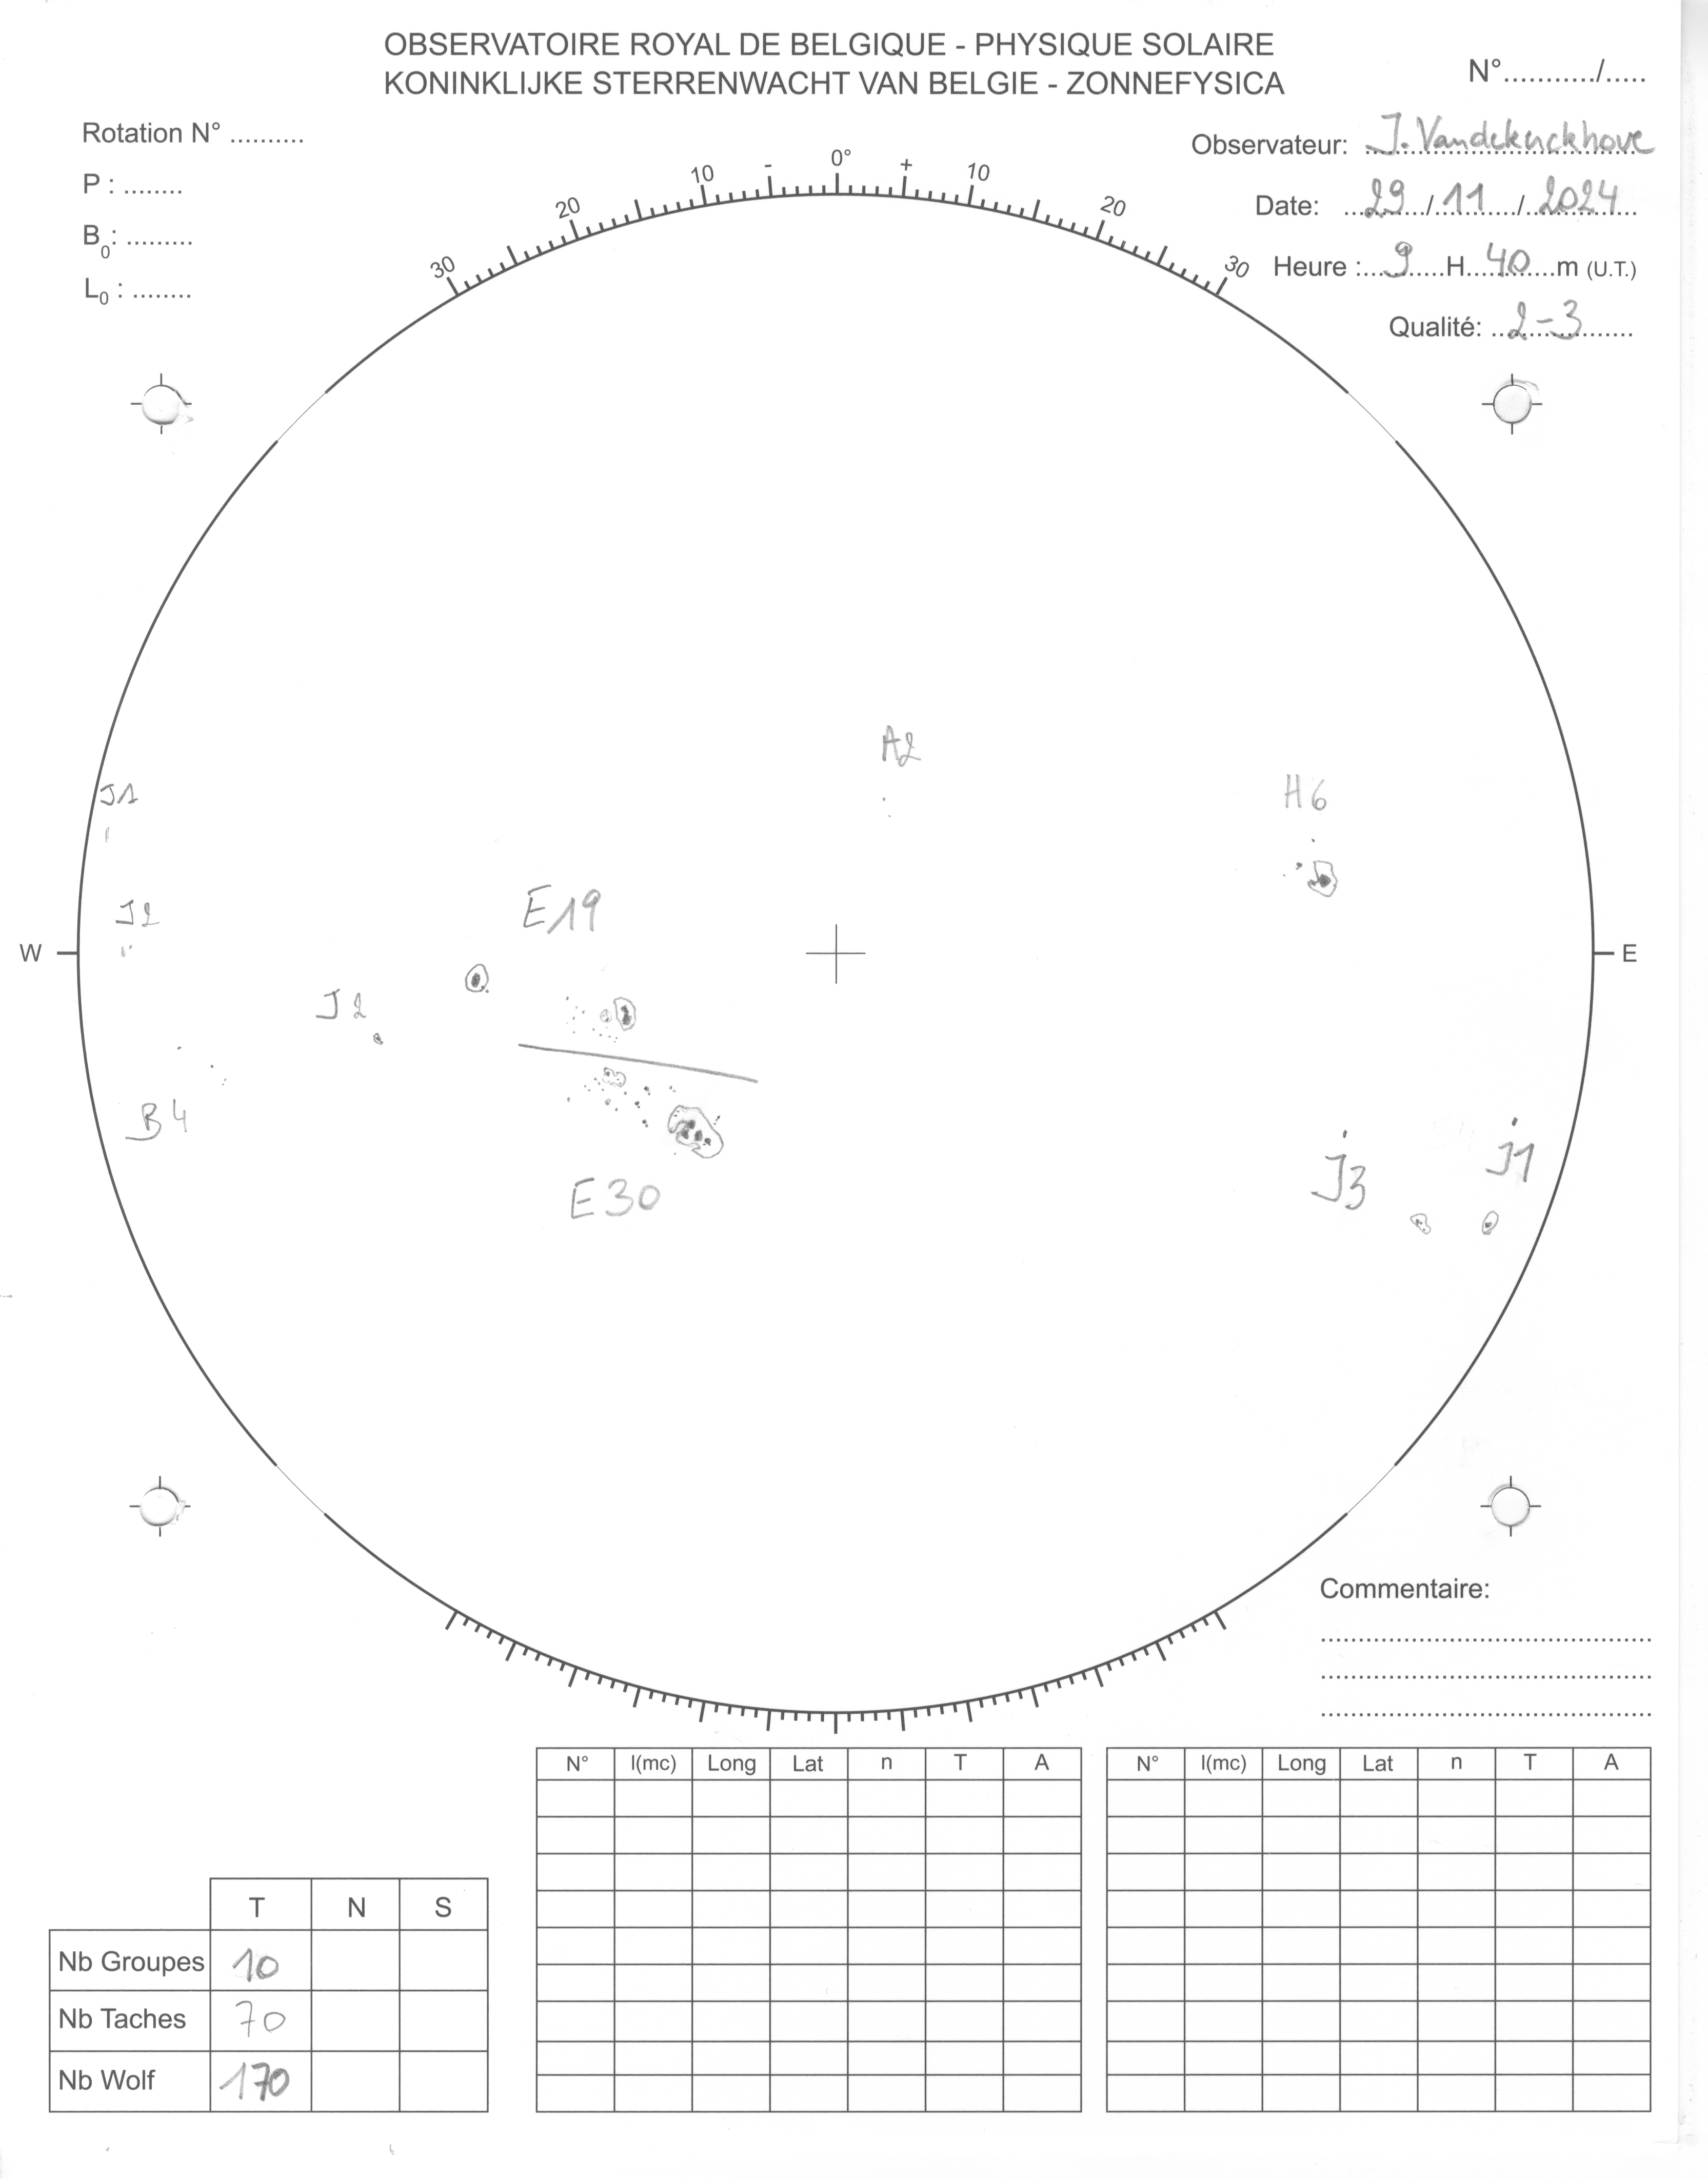 OBSERVATOIRE ROYAL DE BELGIQUE - PHYSIQUE SOLAIRE
KONINKLIJKE STERRENWACHT VAN BELGIE - ZONNEFYSICA
N°.........../.....
Rotation N° ..........
Observateur: J. Vandekerckhove
P : ........
Date: 29 / 11 / 2024
B0: .........
Heure : 9 H 40 m (U.T.)
L0 : ........
Qualité: 2-3
30 20 10 - 0° + 10 20 30
A2
J1
H6
J2
E19
W
E
J2
B4
J1
J3
E30
Commentaire:
N° l(mc) Long Lat n T A
N° l(mc) Long Lat n T A
T N S
Nb Groupes 10
Nb Taches 70
Nb Wolf 170